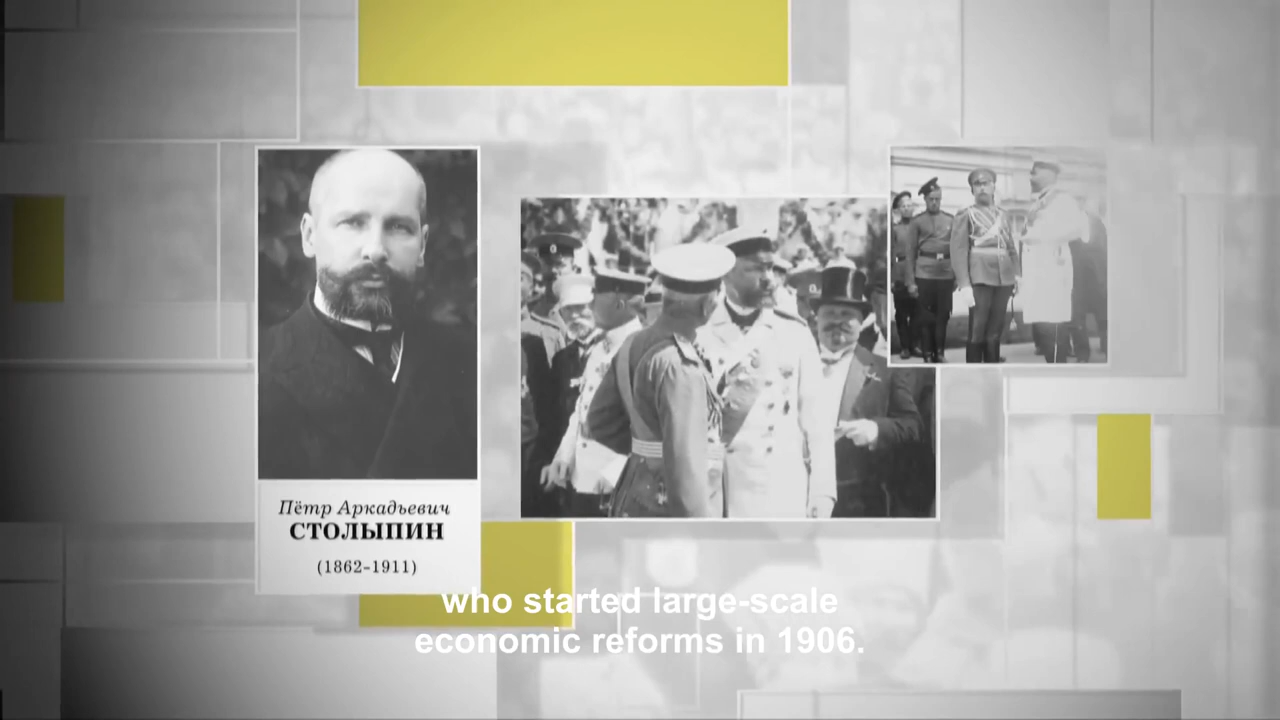 Пётр Аркадьевич
СТОЛЫПИН
(1862–1911)
who started large-scale
economic reforms in 1906.